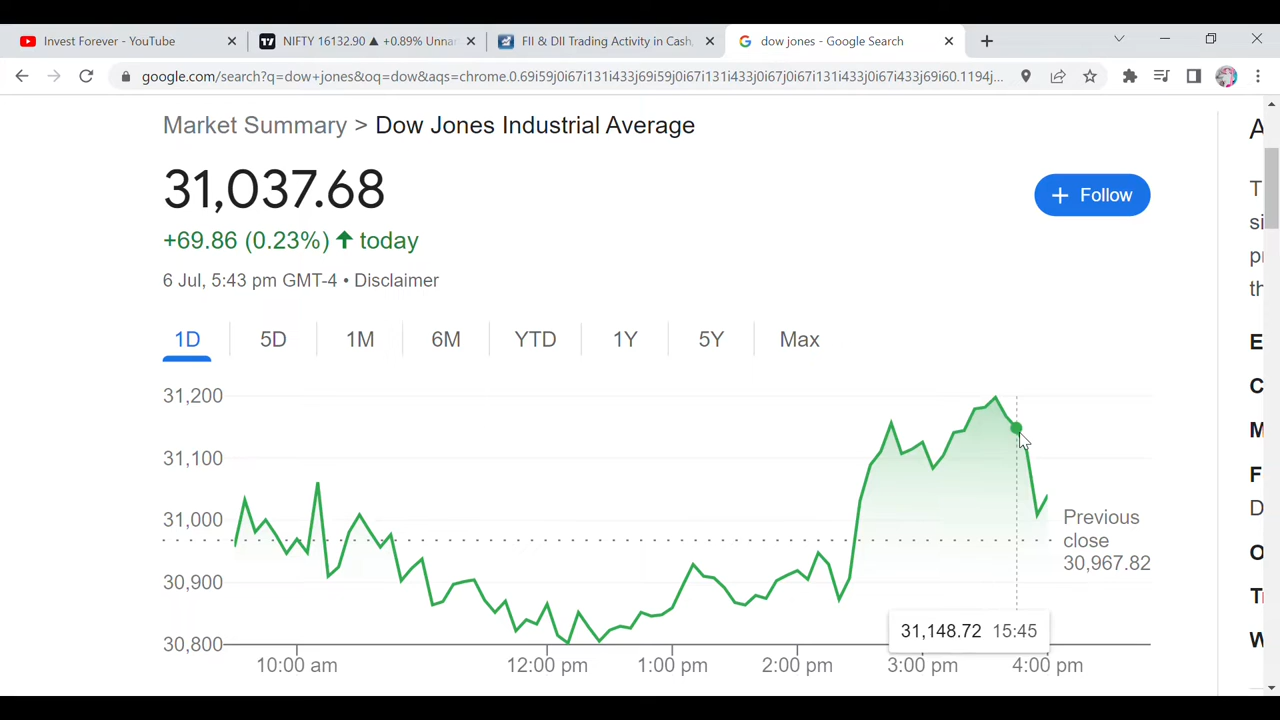 Invest Forever - YouTube
NIFTY 16132.90 ▲ +0.89% Unna
FII & DII Trading Activity in Cash,
dow jones - Google Search
google.com/search?q=dow+jones&oq=dow&aqs=chrome.0.0i59j0i67i131i433j69i59j0i67i131i433j0i67j0i67i131i433j69i60.1194j...
Market Summary > Dow Jones Industrial Average
31,037.68
+ Follow
+69.86 (0.23%) ↑ today
6 Jul, 5:43 pm GMT-4 • Disclaimer
1D 5D 1M 6M YTD 1Y 5Y Max
31,200
31,100
31,000
30,900
30,800
Previous
close
30,967.82
31,148.72 15:45
10:00 am 12:00 pm 1:00 pm 2:00 pm 3:00 pm 4:00 pm